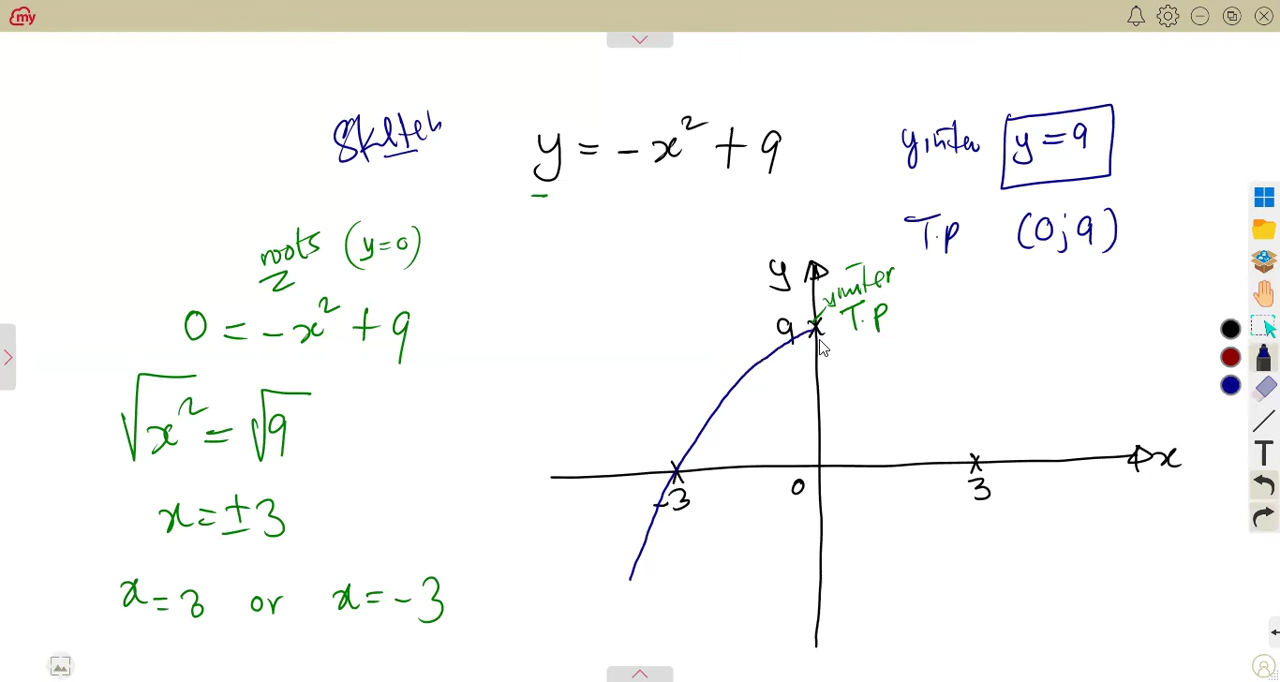 my
Sketch
y = -x² + 9
y inter y = 9
T.P (0; 9)
roots (y=0)
0 = -x² + 9
√x² = √9
x = ±3
x = 3 or x = -3
y
y inter
9 T.P
-3 0 3 x
T